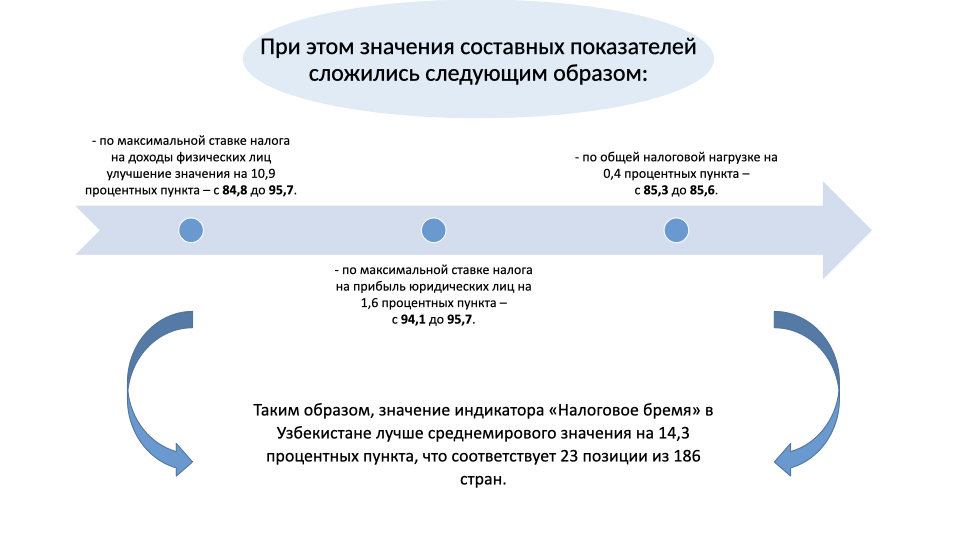 При этом значения составных показателей
сложились следующим образом:
- по максимальной ставке налога
на доходы физических лиц
улучшение значения на 10,9
процентных пункта – с 84,8 до 95,7.
- по общей налоговой нагрузке на
0,4 процентных пункта –
с 85,3 до 85,6.
- по максимальной ставке налога
на прибыль юридических лиц на
1,6 процентных пункта –
с 94,1 до 95,7.
Таким образом, значение индикатора «Налоговое бремя» в
Узбекистане лучше среднемирового значения на 14,3
процентных пункта, что соответствует 23 позиции из 186
стран.